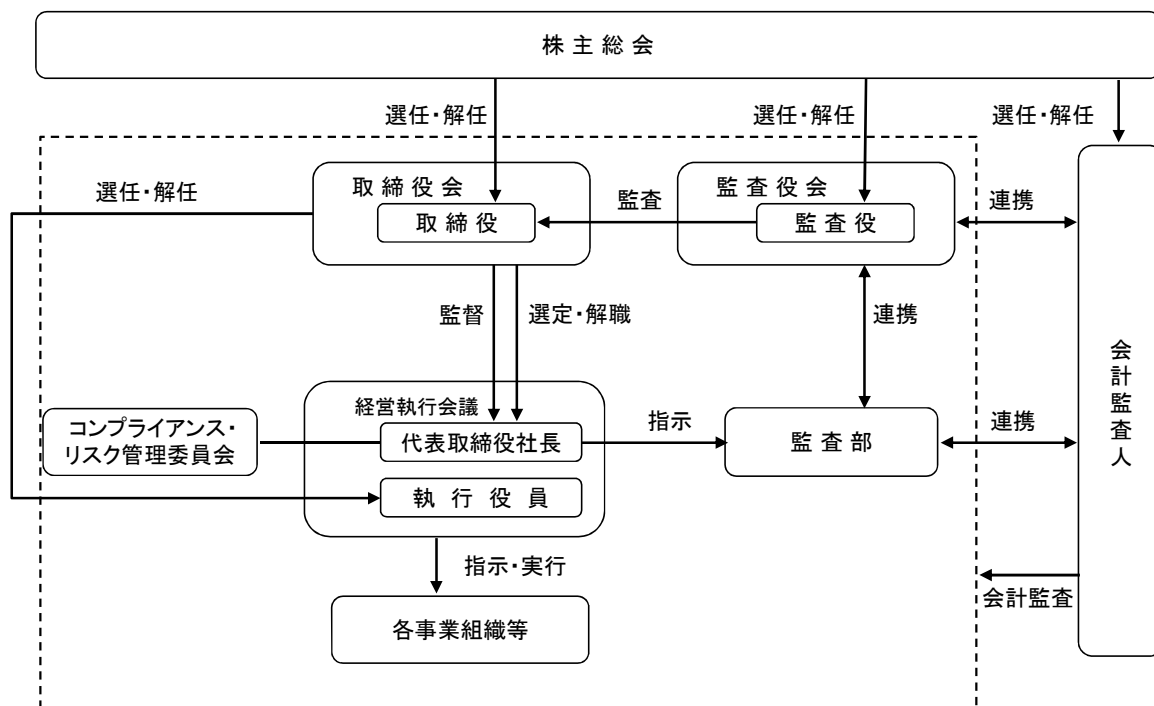 株主総会
選任・解任
選任・解任
選任・解任
選任・解任
取締役会
取締役
監査
監査役会
監査役
連携
監督
選定・解職
連携
会計監査人
経営執行会議
コンプライアンス・
リスク管理委員会
代表取締役社長
指示
監査部
連携
執行役員
指示・実行
会計監査
各事業組織等